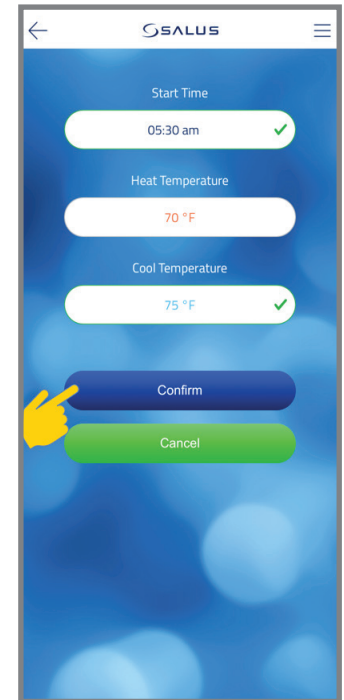 SALUS
Start Time
05:30 am
Heat Temperature
70 °F
Cool Temperature
75 °F
Confirm
Cancel